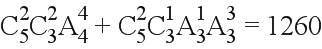 C₅²C₃²A₄⁴ + C₅²C₃¹A₃¹A₃³ = 1260